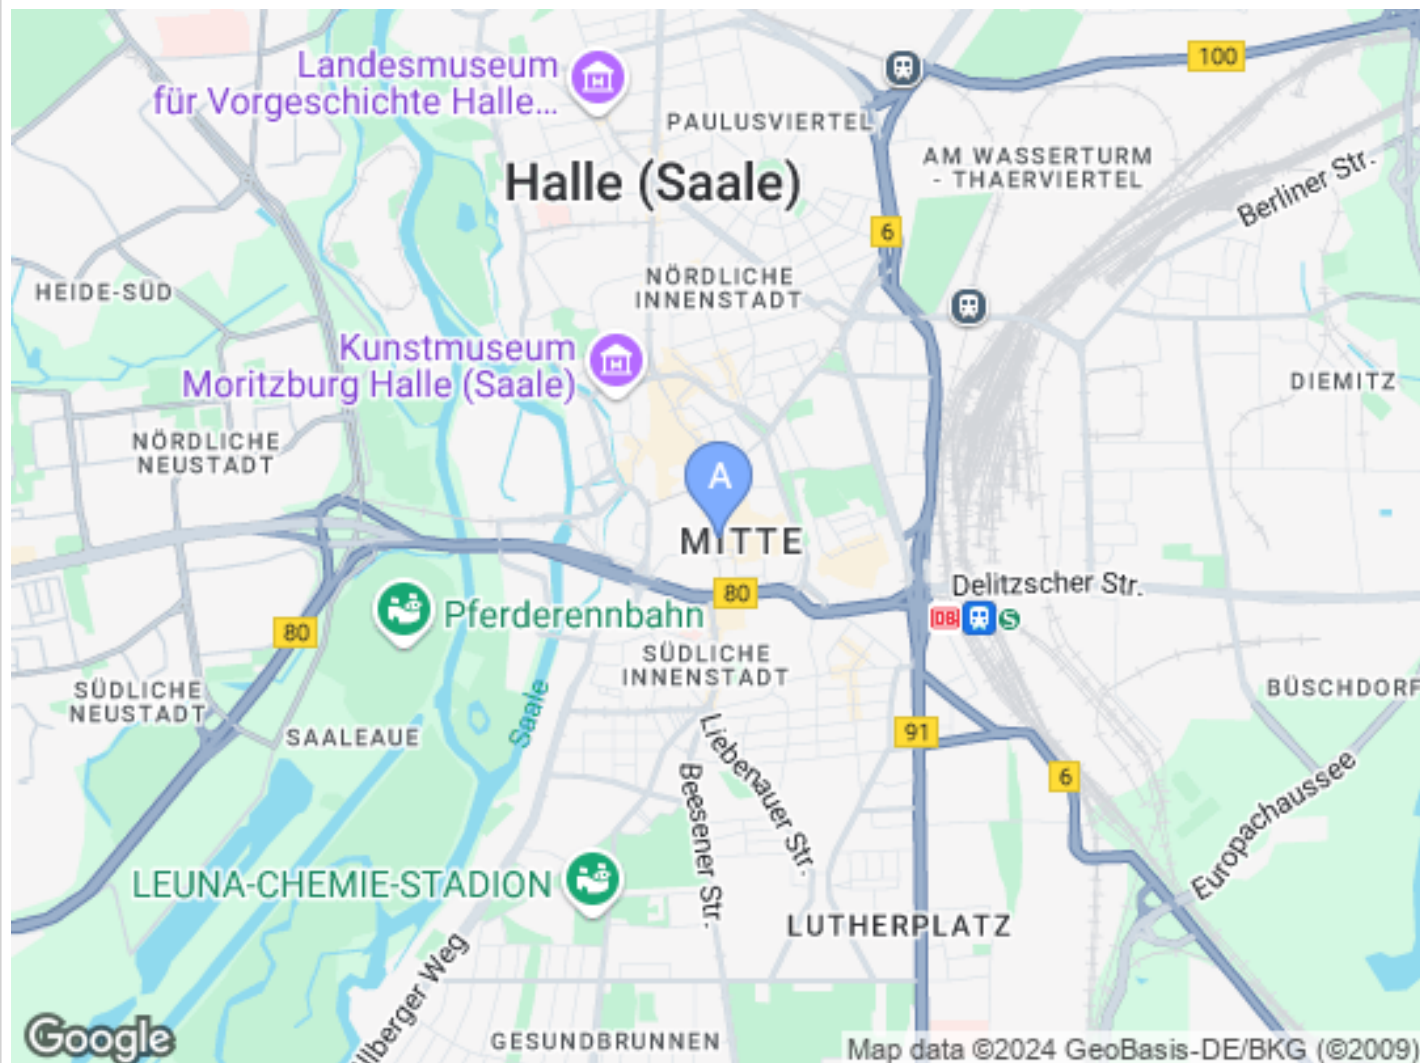 Landesmuseum
für Vorgeschichte Halle...
100
PAULUSVIERTEL
AM WASSERTURM
- THAERVIERTEL
Halle (Saale)
Berliner Str.
6
NÖRDLICHE
INNENSTADT
HEIDE-SÜD
Kunstmuseum
Moritzburg Halle (Saale)
DIEMITZ
NÖRDLICHE
NEUSTADT
A
MITTE
80
Delitzscher Str.
DB
S
Pferderennbahn
80
SÜDLICHE
INNENSTADT
SÜDLICHE
NEUSTADT
BÜSCHDORF
Saale
SAALEAUE
91
Liebenauer Str.
6
Beesener Str.
Europachaussee
LEUNA-CHEMIE-STADION
LUTHERPLATZ
llberger Weg
GESUNDBRUNNEN
Google
Map data ©2024 GeoBasis-DE/BKG (©2009)